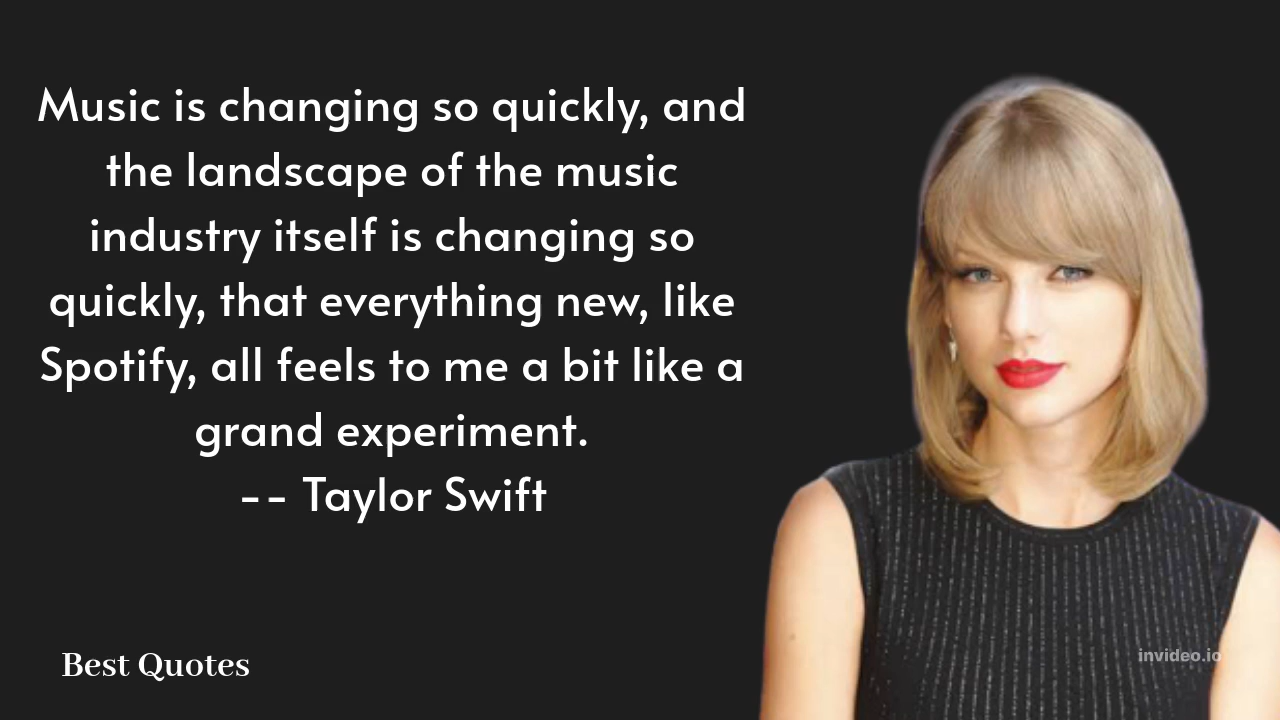 Music is changing so quickly, and
the landscape of the music
industry itself is changing so
quickly, that everything new, like
Spotify, all feels to me a bit like a
grand experiment.
-- Taylor Swift
Best Quotes
invideo.io